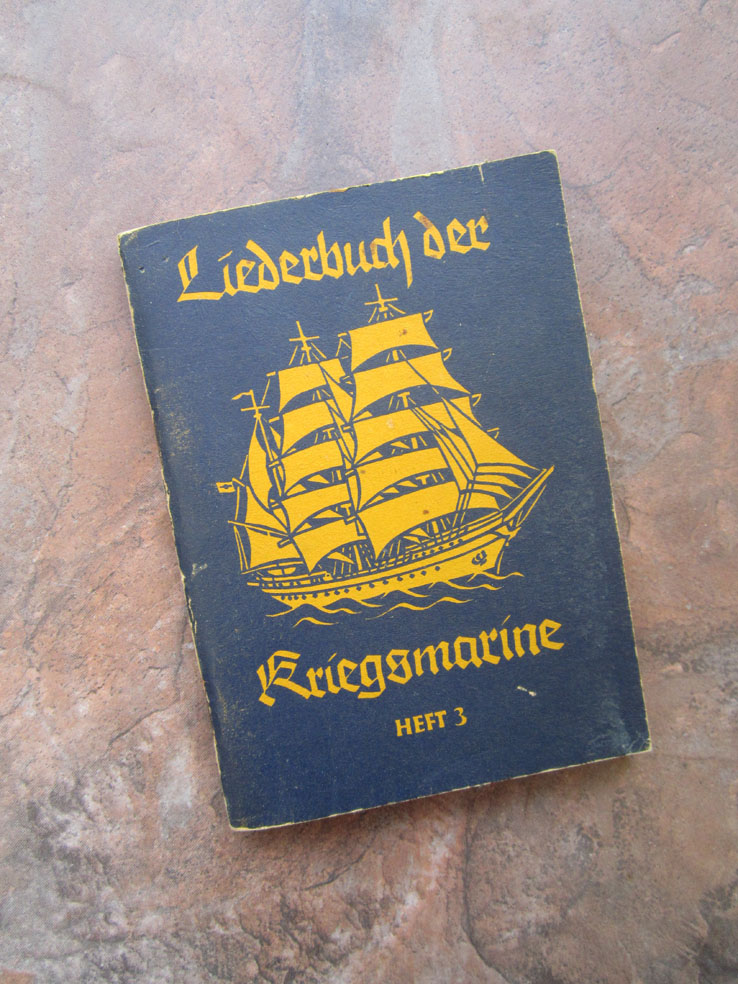 Liederbuch der
Kriegsmarine
HEFT 3